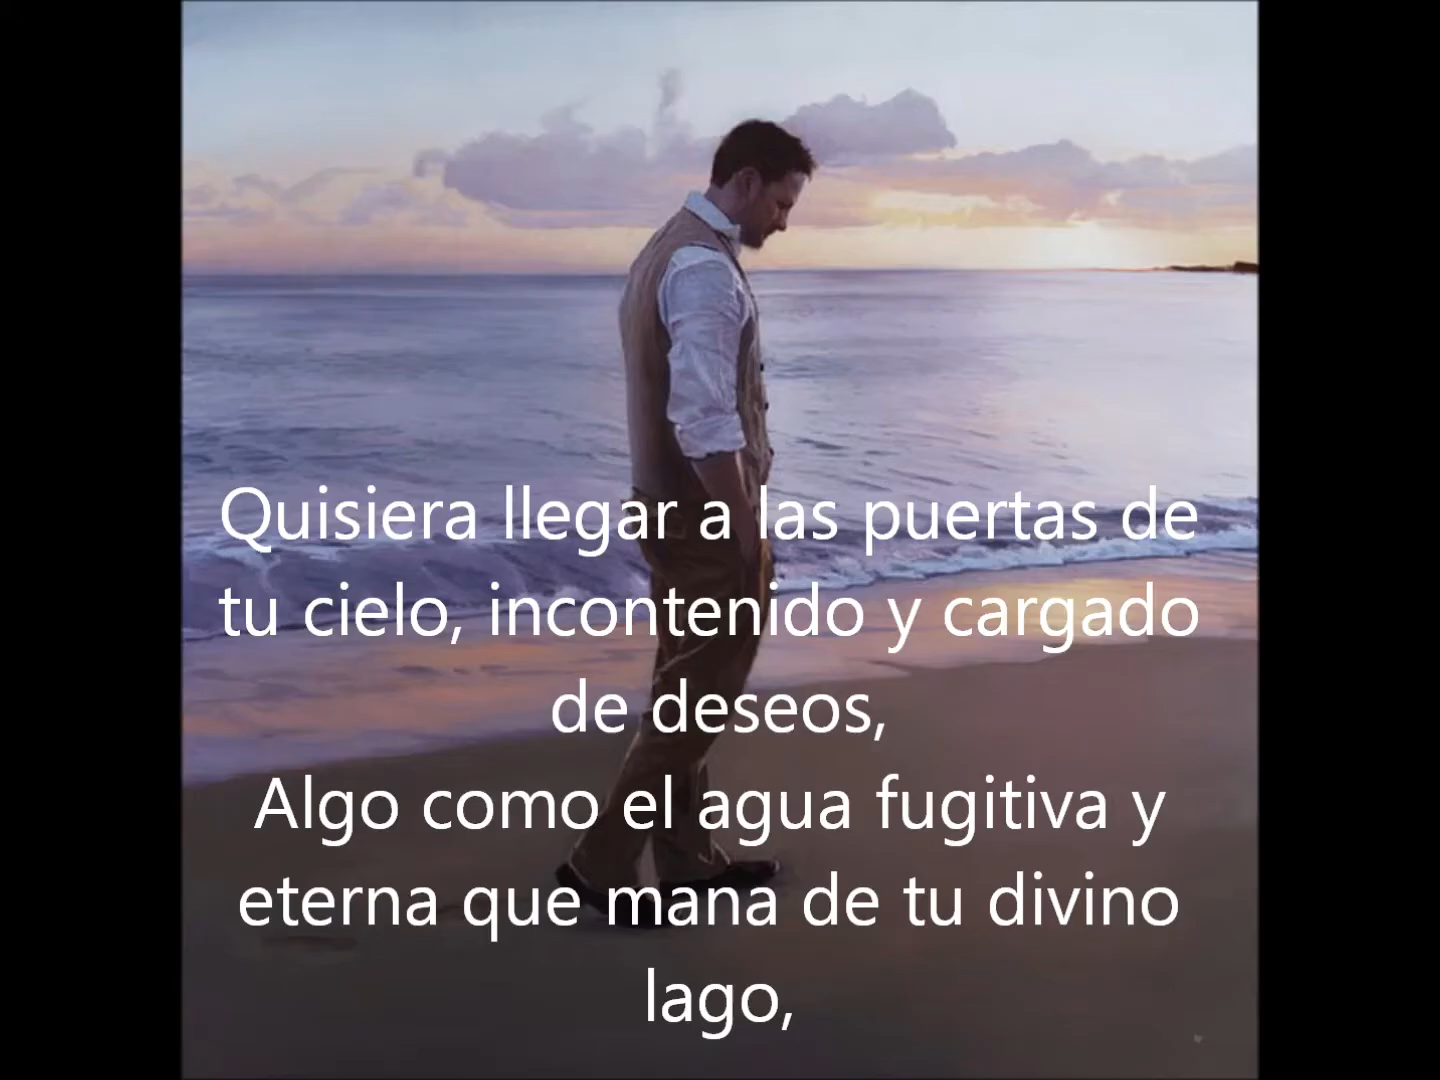 Quisiera llegar a las puertas de
tu cielo, incontenido y cargado
de deseos,
Algo como el agua fugitiva y
eterna que mana de tu divino
lago,